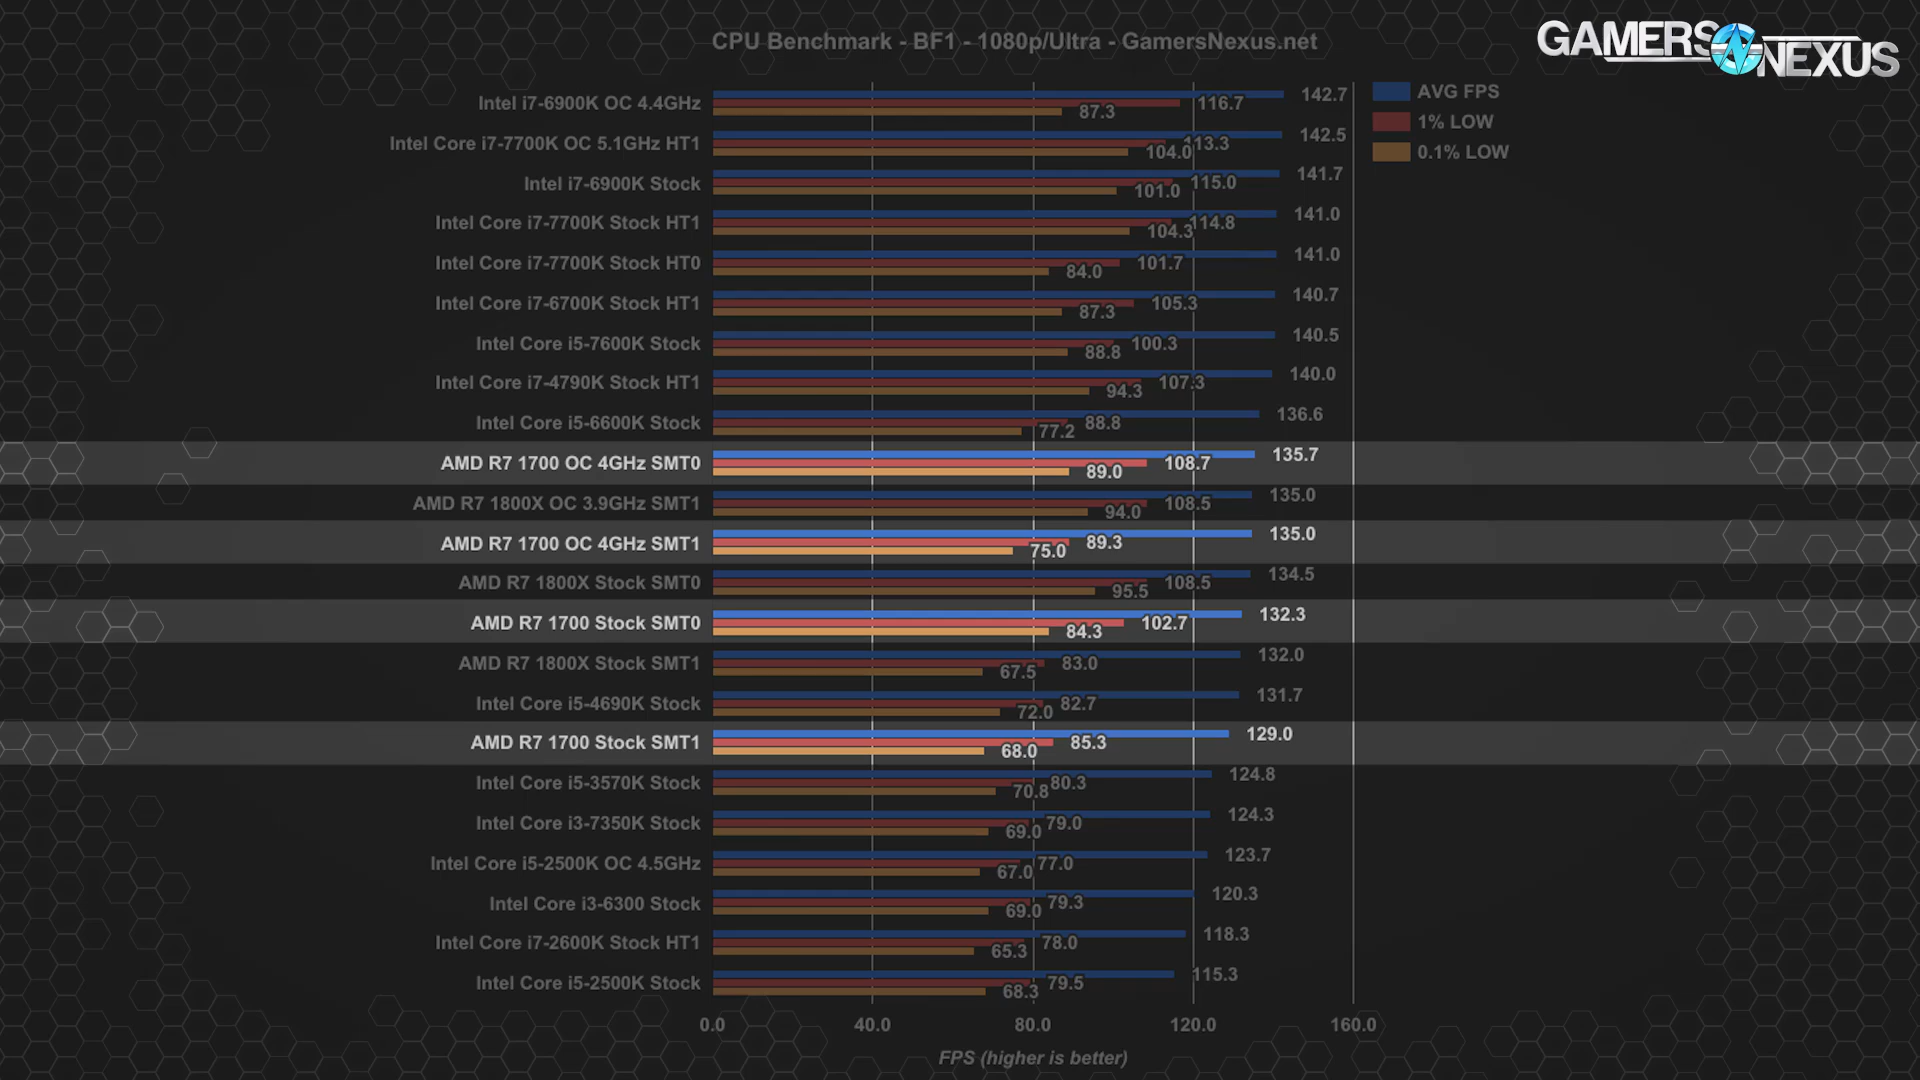 CPU Benchmark - BF1 - 1080p/Ultra - GamersNexus.net
GAMERS NEXUS
AVG FPS
1% LOW
0.1% LOW
Intel i7-6900K OC 4.4GHz 142.7 116.7 87.3
Intel Core i7-7700K OC 5.1GHz HT1 142.5 113.3 104.0
Intel i7-6900K Stock 141.7 115.0 101.0
Intel Core i7-7700K Stock HT1 141.0 114.8 104.3
Intel Core i7-7700K Stock HT0 141.0 101.7 84.0
Intel Core i7-6700K Stock HT1 140.7 105.3 87.3
Intel Core i5-7600K Stock 140.5 100.3 88.8
Intel Core i7-4790K Stock HT1 140.0 107.3 94.3
Intel Core i5-6600K Stock 136.6 88.8 77.2
AMD R7 1700 OC 4GHz SMT0 135.7 108.7 89.0
AMD R7 1800X OC 3.9GHz SMT1 135.0 108.5 94.0
AMD R7 1700 OC 4GHz SMT1 135.0 89.3 75.0
AMD R7 1800X Stock SMT0 134.5 108.5 95.5
AMD R7 1700 Stock SMT0 132.3 102.7 84.3
AMD R7 1800X Stock SMT1 132.0 83.0 67.5
Intel Core i5-4690K Stock 131.7 82.7 72.0
AMD R7 1700 Stock SMT1 129.0 85.3 68.0
Intel Core i5-3570K Stock 124.8 80.3 70.8
Intel Core i3-7350K Stock 124.3 79.0 69.0
Intel Core i5-2500K OC 4.5GHz 123.7 77.0 67.0
Intel Core i3-6300 Stock 120.3 79.3 69.0
Intel Core i7-2600K Stock HT1 118.3 78.0 65.3
Intel Core i5-2500K Stock 115.3 79.5 68.3
0.0 40.0 80.0 120.0 160.0
FPS (higher is better)